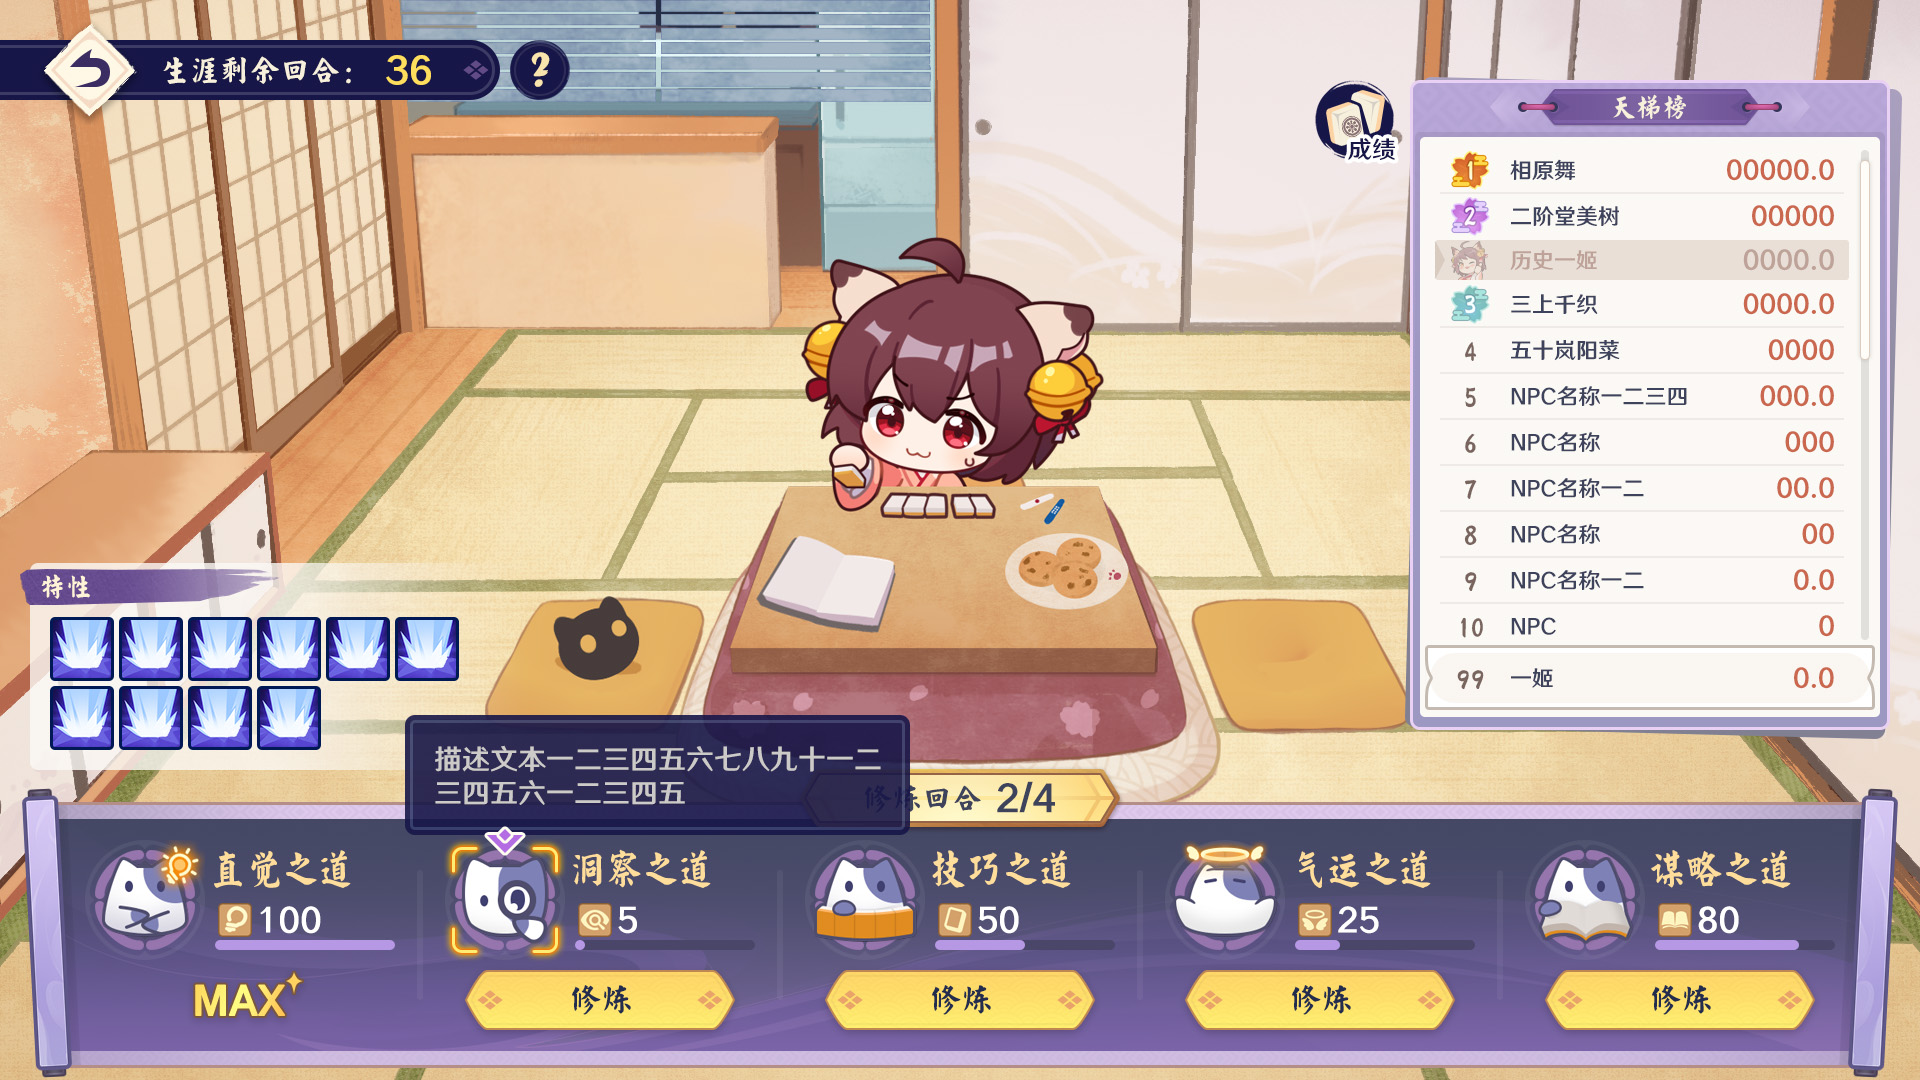 生涯剩余回合： 36
?
成绩
天梯榜
1 相原舞 00000.0
2 二阶堂美树 00000
历史一姬 0000.0
3 三上千织 0000.0
4 五十岚阳菜 0000
5 NPC名称一二三四 000.0
6 NPC名称 000
7 NPC名称一二 00.0
8 NPC名称 00
9 NPC名称一二 0.0
10 NPC 0
99 一姬 0.0
特性
描述文本一二三四五六七八九十一二
三四五六一二三四五
修炼回合 2/4
直觉之道
100
MAX
洞察之道
5
修炼
技巧之道
50
修炼
气运之道
25
修炼
谋略之道
80
修炼